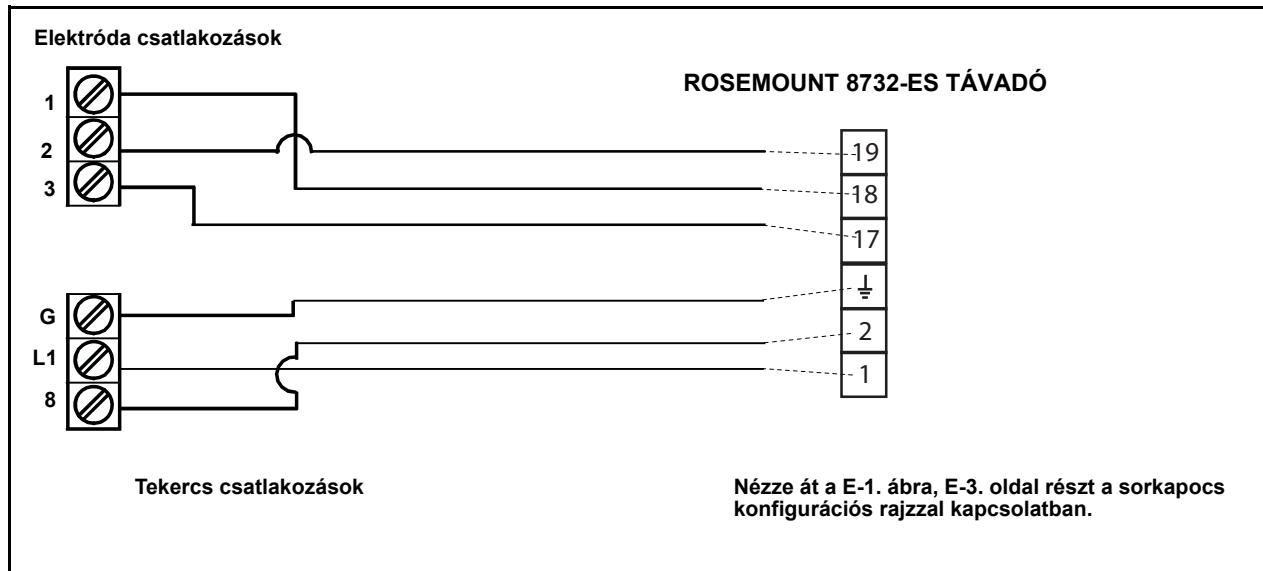 Elektróda csatlakozások
ROSEMOUNT 8732-ES TÁVADÓ
1
2
3
19
18
17
G
L1
8
2
1
Tekercs csatlakozások
Nézze át a E-1. ábra, E-3. oldal részt a sorkapocs
konfigurációs rajzzal kapcsolatban.